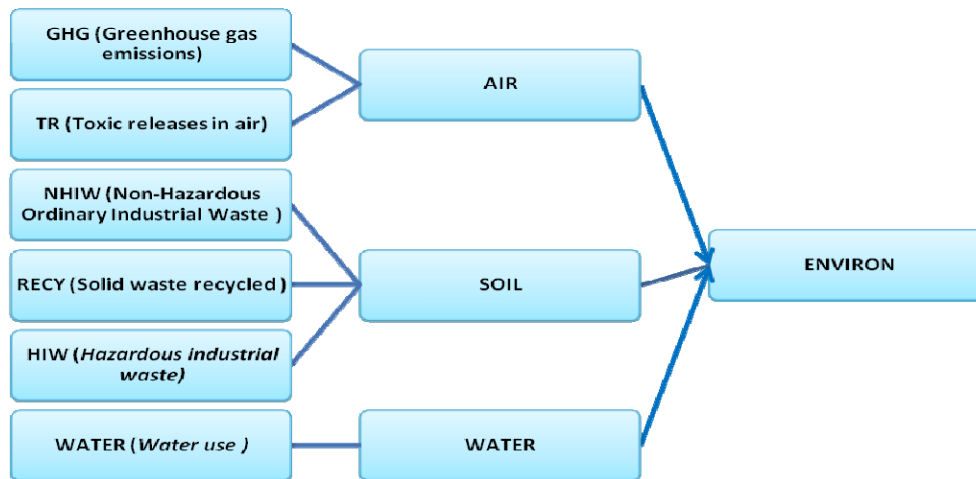 GHG (Greenhouse gas
emissions)
AIR
TR (Toxic releases in air)
NHIW (Non-Hazardous
Ordinary Industrial Waste )
ENVIRON
RECY (Solid waste recycled )
SOIL
HIW (Hazardous industrial
waste)
WATER (Water use )
WATER